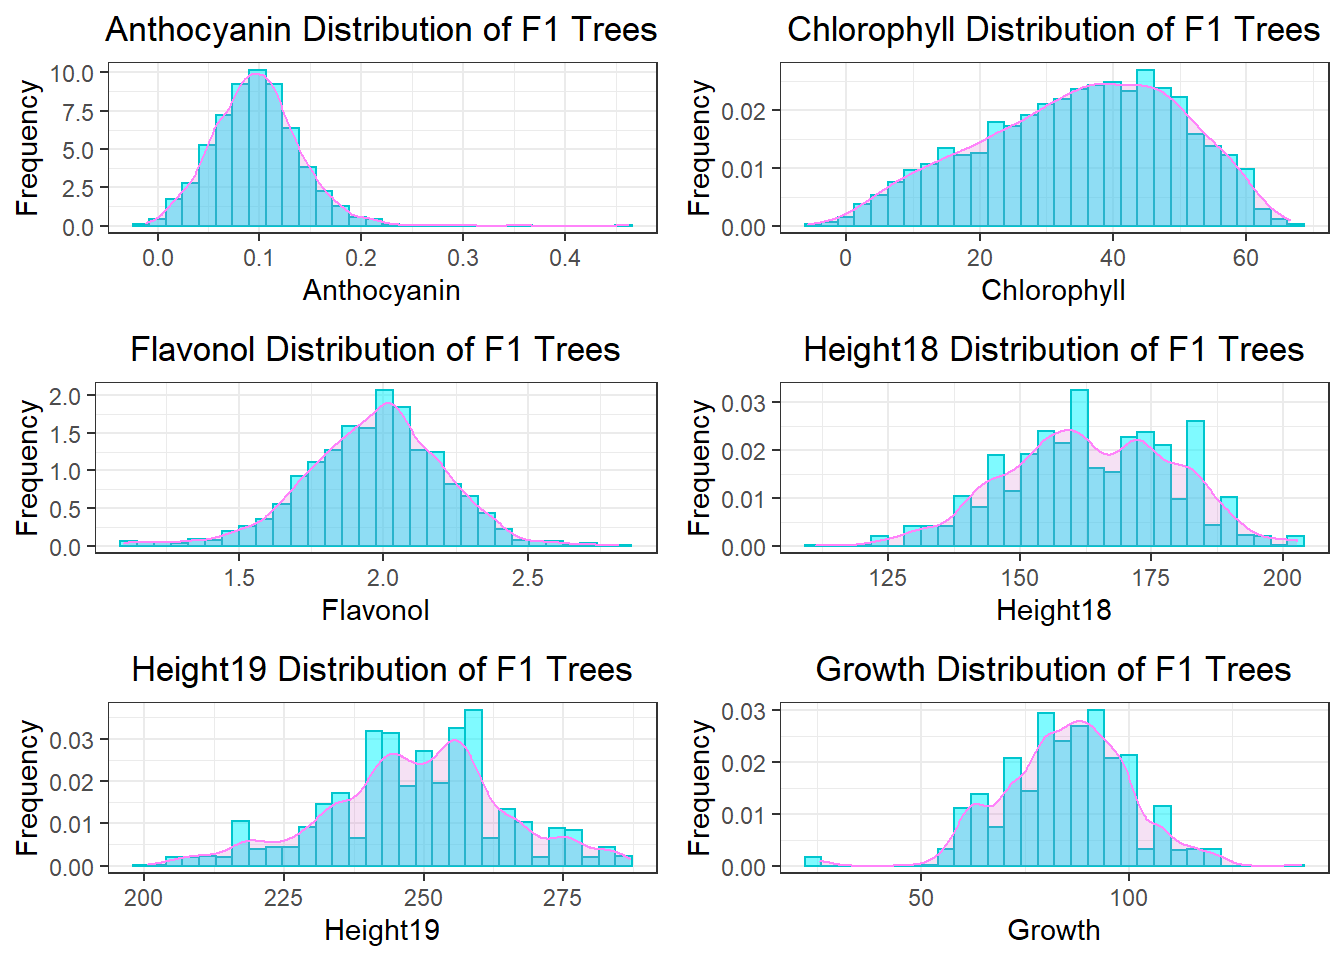 Anthocyanin Distribution of F1 Trees
Frequency
10.0
7.5
5.0
2.5
0.0
0.0 0.1 0.2 0.3 0.4
Anthocyanin
Chlorophyll Distribution of F1 Trees
Frequency
0.02
0.01
0.00
0 20 40 60
Chlorophyll
Flavonol Distribution of F1 Trees
Frequency
2.0
1.5
1.0
0.5
0.0
1.5 2.0 2.5
Flavonol
Height18 Distribution of F1 Trees
Frequency
0.03
0.02
0.01
0.00
125 150 175 200
Height18
Height19 Distribution of F1 Trees
Frequency
0.03
0.02
0.01
0.00
200 225 250 275
Height19
Growth Distribution of F1 Trees
Frequency
0.03
0.02
0.01
0.00
50 100
Growth